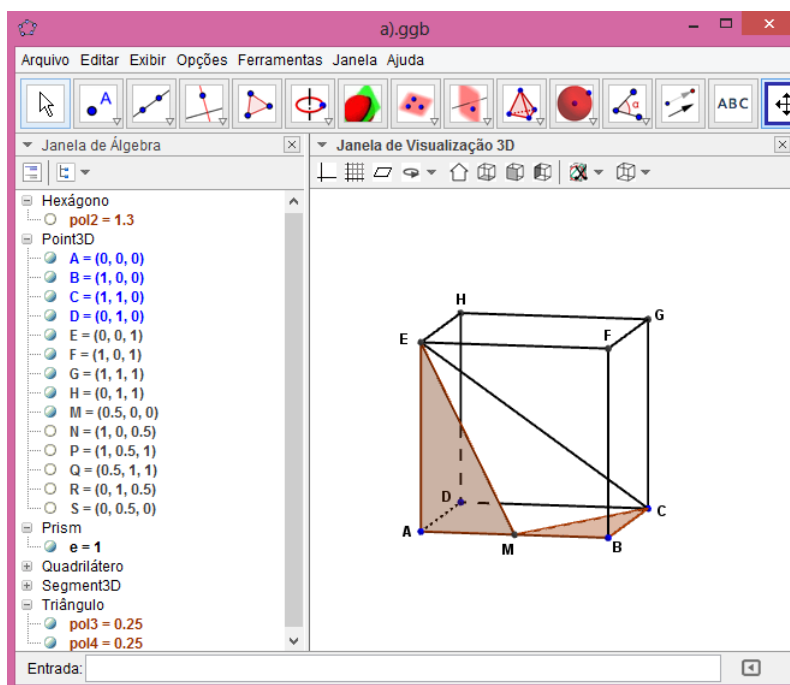 a).ggb
Arquivo Editar Exibir Opções Ferramentas Janela Ajuda
A
α
ABC
Janela de Álgebra
Hexágono
pol2 = 1.3
Point3D
A = (0, 0, 0)
B = (1, 0, 0)
C = (1, 1, 0)
D = (0, 1, 0)
E = (0, 0, 1)
F = (1, 0, 1)
G = (1, 1, 1)
H = (0, 1, 1)
M = (0.5, 0, 0)
N = (1, 0, 0.5)
P = (1, 0.5, 1)
Q = (0.5, 1, 1)
R = (0, 1, 0.5)
S = (0, 0.5, 0)
Prism
e = 1
Quadrilátero
Segment3D
Triângulo
pol3 = 0.25
pol4 = 0.25
Janela de Visualização 3D
H
G
E
F
D
C
A
M
B
Entrada: